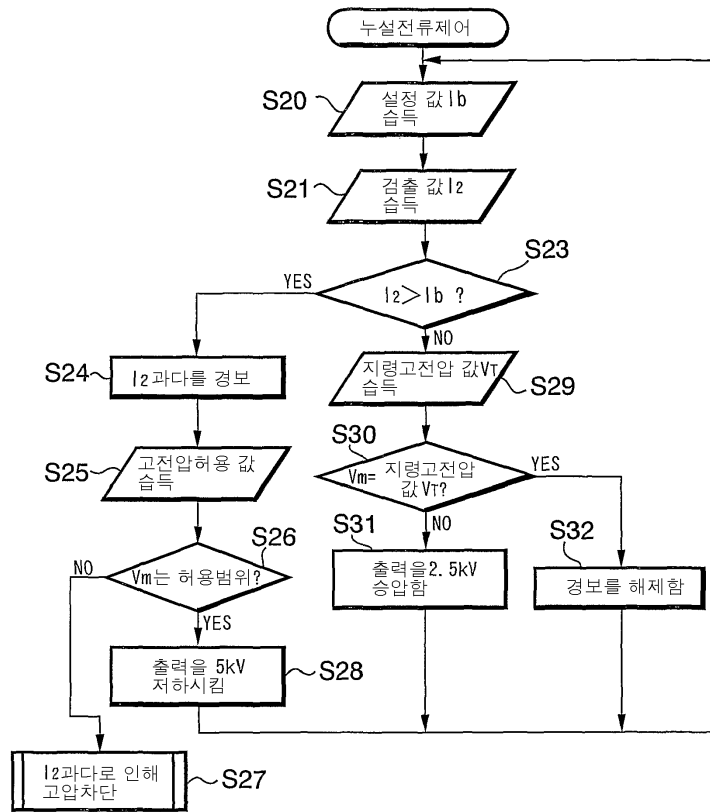 누설전류제어
S20
설정 값 Ib
습득
S21
검출 값 I2
습득
S23
I2>Ib ?
YES
NO
S24
I2과다를 경보
지령고전압 값VT
습득
S29
S25
고전압허용 값
습득
S30
Vm= 지령고전압
값 VT?
YES
NO
S26
Vm는 허용범위?
NO
YES
S31
출력을2.5kV
승압함
S32
경보를 해제함
출력을 5kV
저하시킴
S28
I2과다로 인해
고압차단
S27